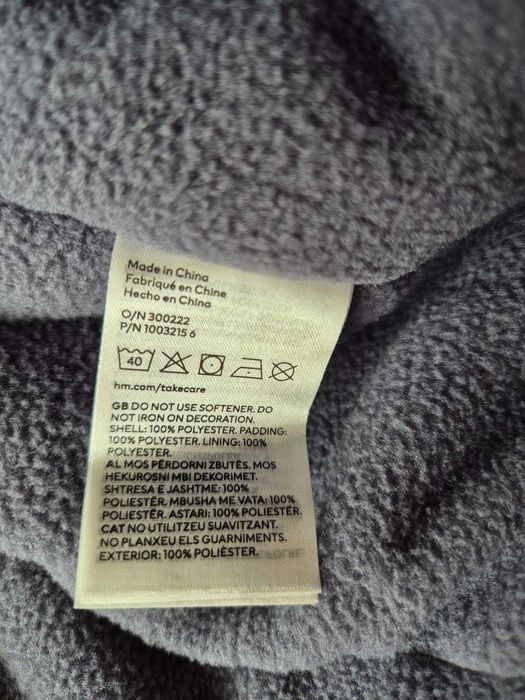 Made in China
Fabriqué en Chine
Hecho en China
O/N 300222
P/N 1003215 6
40
hm.com/takecare
GB DO NOT USE SOFTENER. DO
NOT IRON ON DECORATION.
SHELL: 100% POLYESTER. PADDING:
100% POLYESTER. LINING: 100%
POLYESTER.
AL MOS PËRDORNI ZBUTËS. MOS
HEKUROSNI MBI DEKORIMET.
SHTRESA E JASHTME: 100%
POLIESTËR. MBUSHJA ME VATA: 100%
POLIESTËR. ASTARI: 100% POLIESTËR.
CAT NO UTILITZEU SUAVITZANT.
NO PLANXEU ELS GUARNIMENTS.
EXTERIOR: 100% POLIÈSTER.